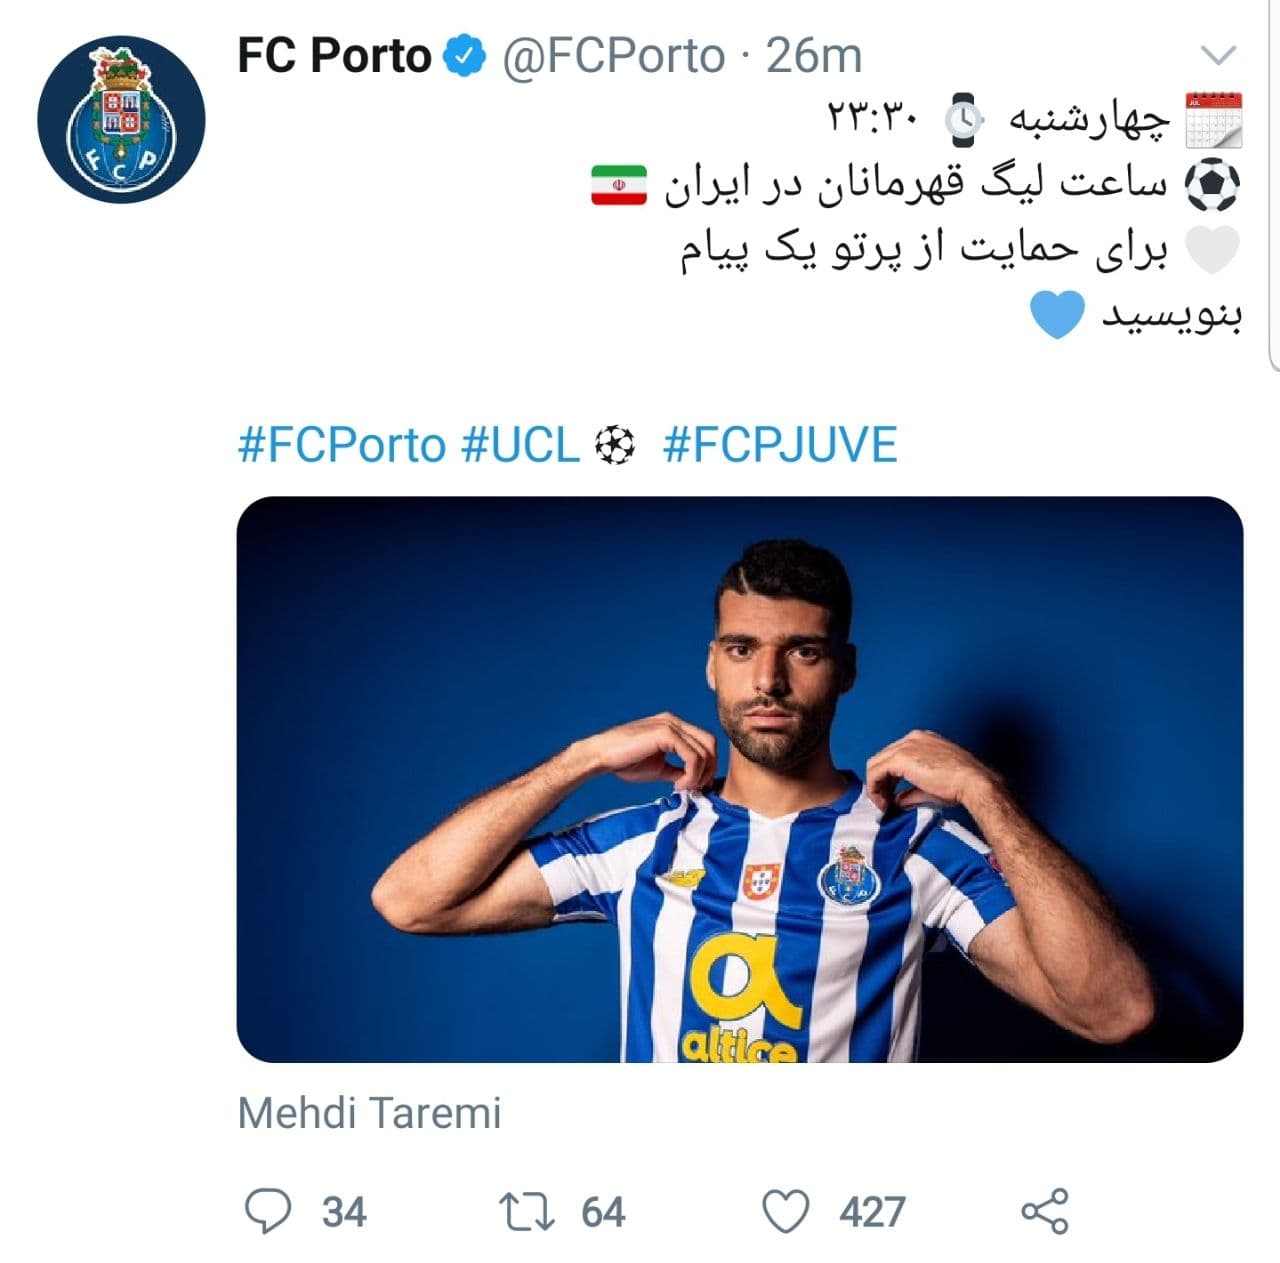 FC Porto @FCPorto · 26m
چهارشنبه ۲۳:۳۰
ساعت لیگ قهرمانان در ایران
برای حمایت از پرتو یک پیام
بنویسید
#FCPorto #UCL #FCPJUVE
F C P
F C P
altice
Mehdi Taremi
34 64 427